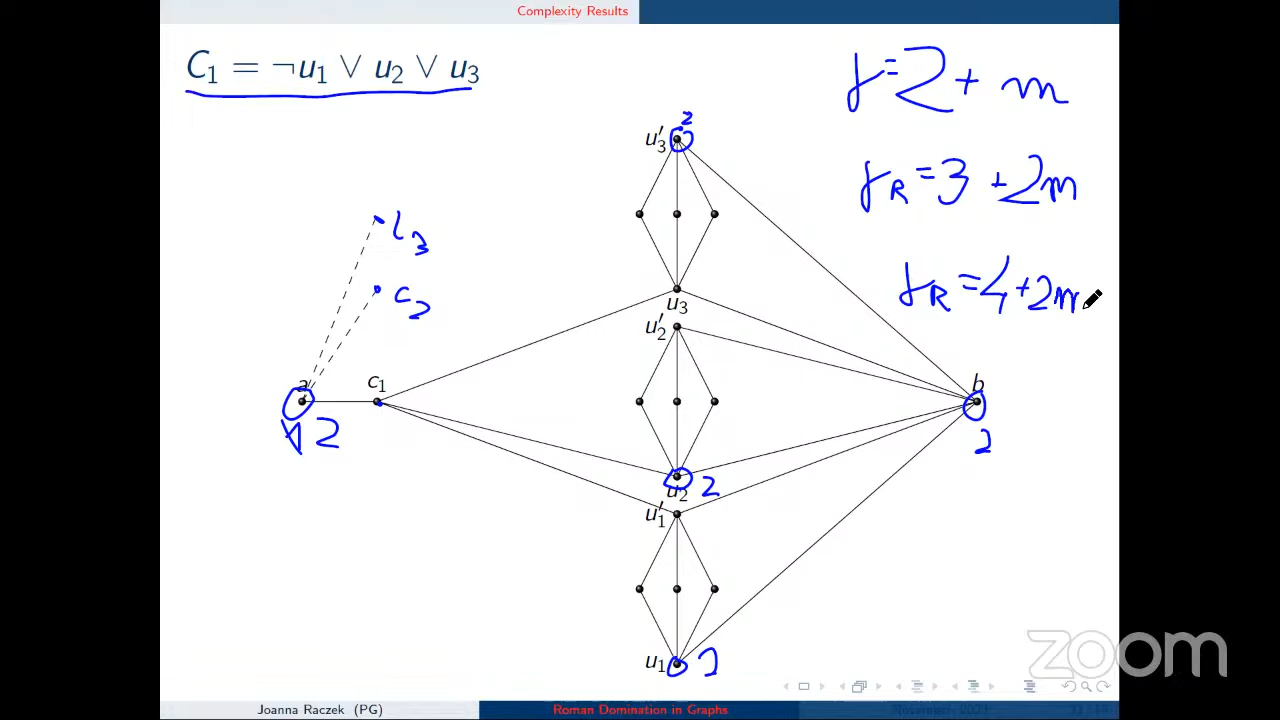 Complexity Results
C₁ = ¬u₁ ∨ u₂ ∨ u₃
γ = 2 + m
γR = 3 + 2m
γR = 4 + 2m
2
u′₃
c₃
c₂
u₃
u′₂
a
c₁
b
2
2
u₂ 2
u′₁
u₁
zoom
Joanna Raczek (PG)
Roman Domination in Graphs